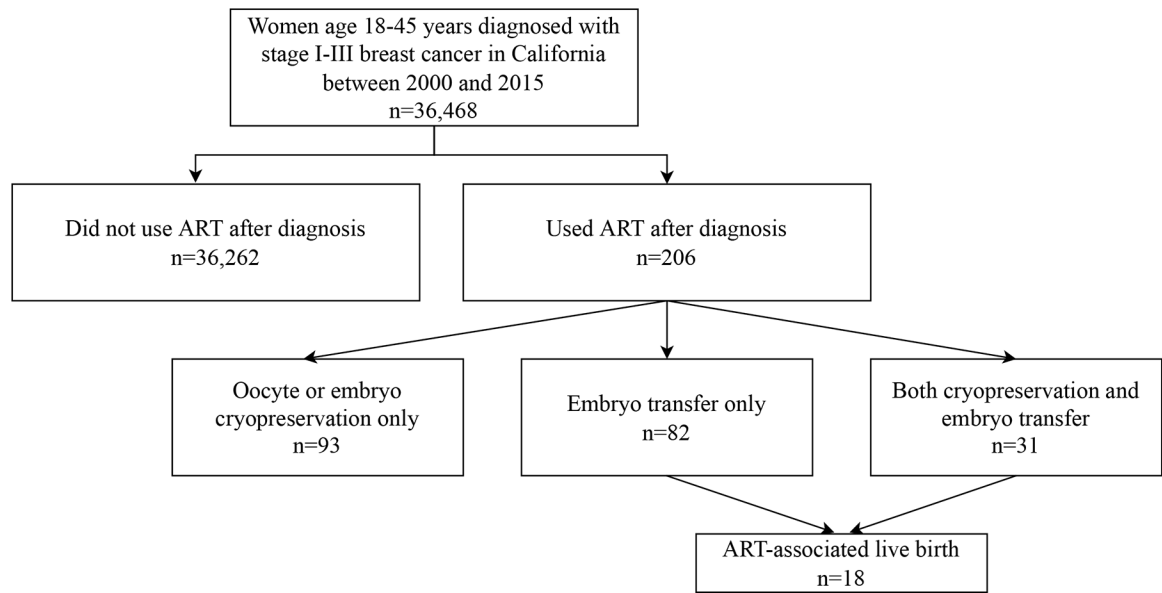 Women age 18-45 years diagnosed with
stage I-III breast cancer in California
between 2000 and 2015
n=36,468
Did not use ART after diagnosis
n=36,262
Used ART after diagnosis
n=206
Oocyte or embryo
cryopreservation only
n=93
Embryo transfer only
n=82
Both cryopreservation and
embryo transfer
n=31
ART-associated live birth
n=18